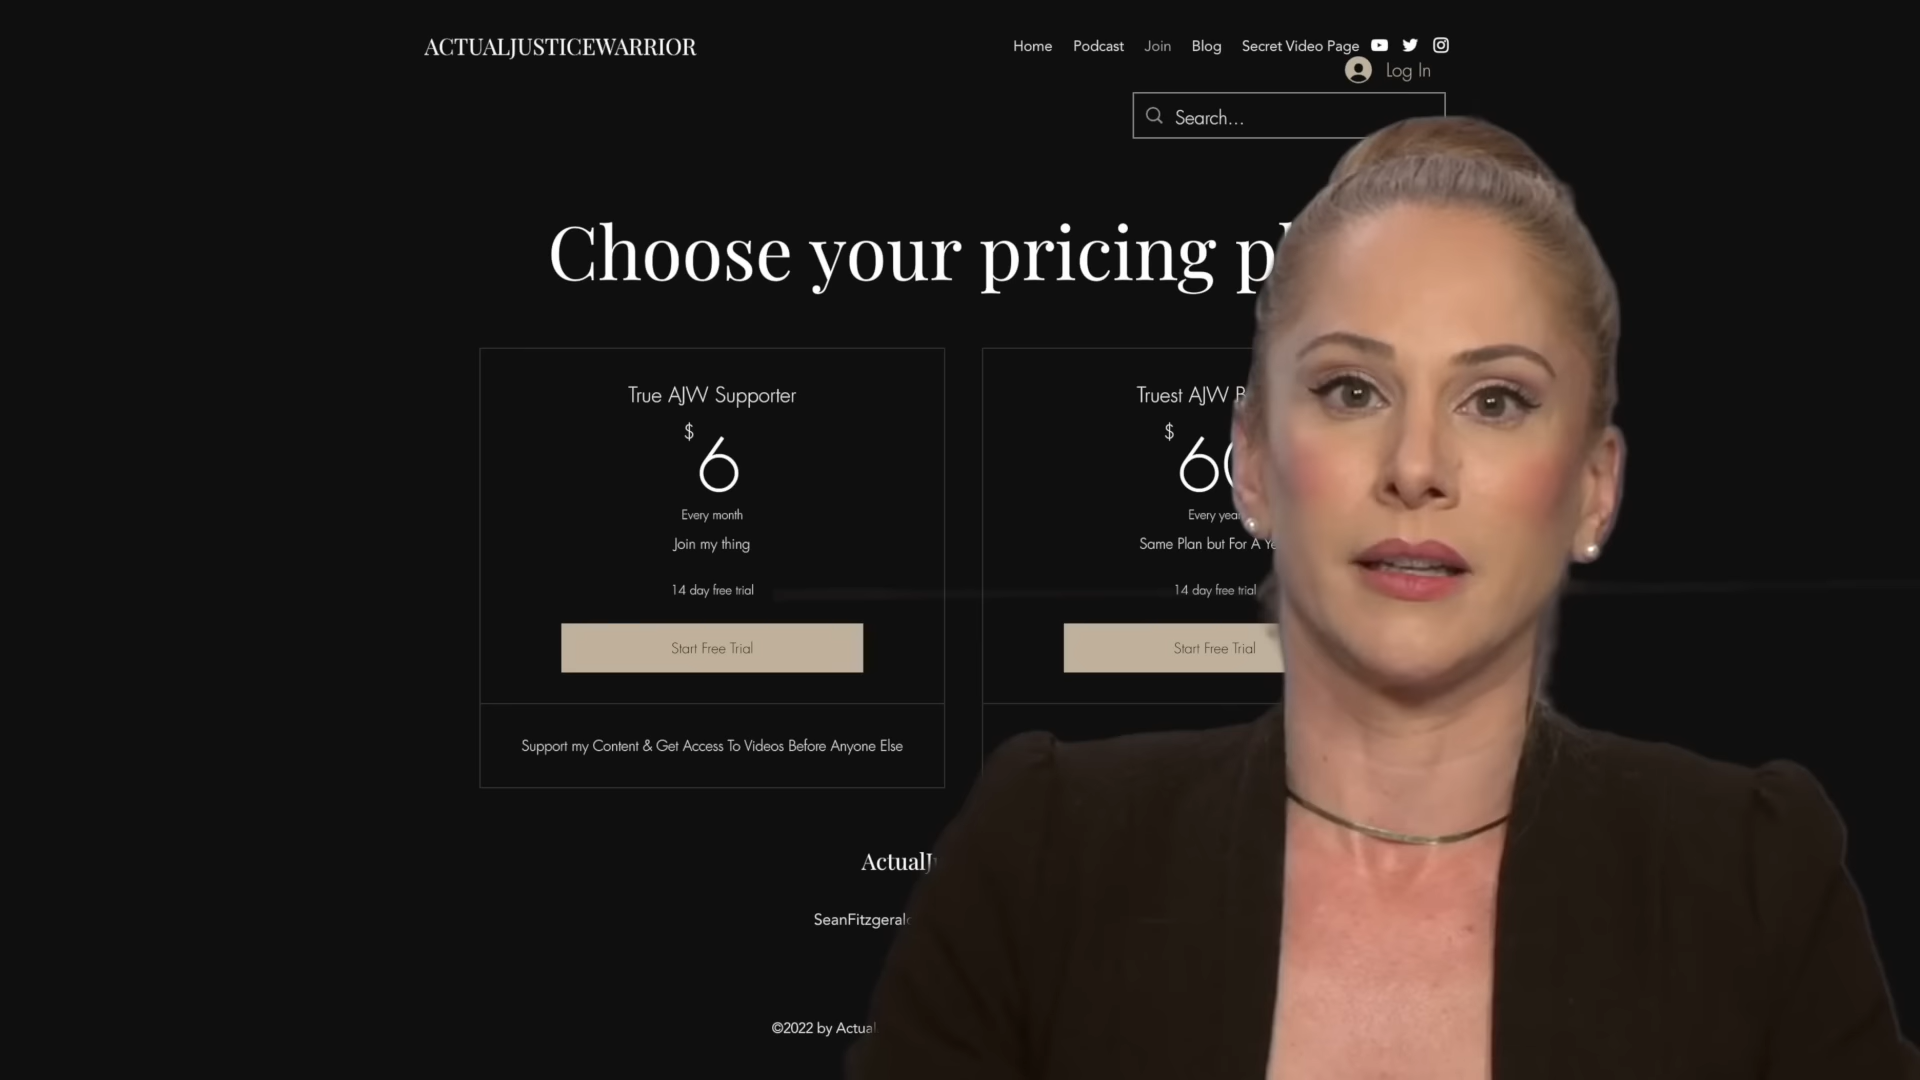 ACTUALJUSTICEWARRIOR
Home Podcast Join Blog Secret Video Page
Log In
Search...
Choose your pricing
True AJW Supporter
$
6
Every month
Join my thing
14 day free trial
Start Free Trial
Support my Content & Get Access To Videos Before Anyone Else
Truest AJW
$
60
Every year
Same Plan but For A
14 day free trial
Start Free Trial
©2022 by